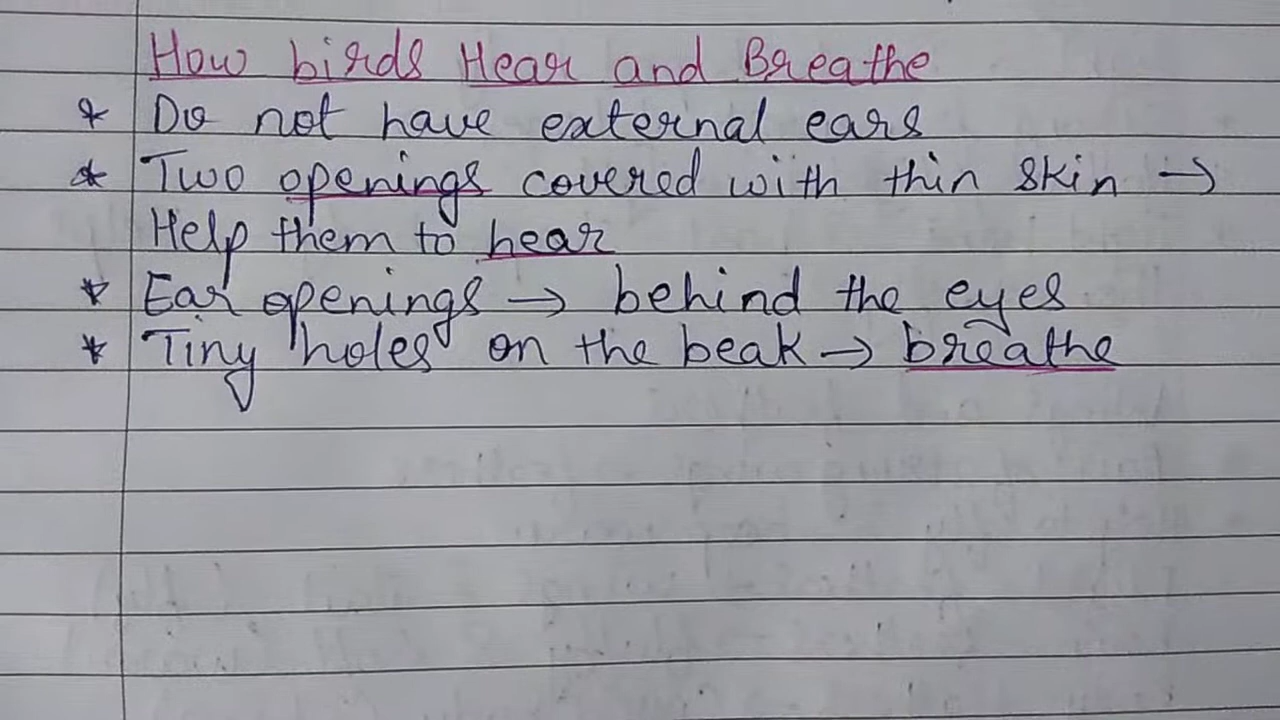 How birds Hear and Breathe
* Do not have external ears
* Two openings covered with thin skin →
Help them to hear
* Ear openings → behind the eyes
* Tiny holes on the beak → breathe